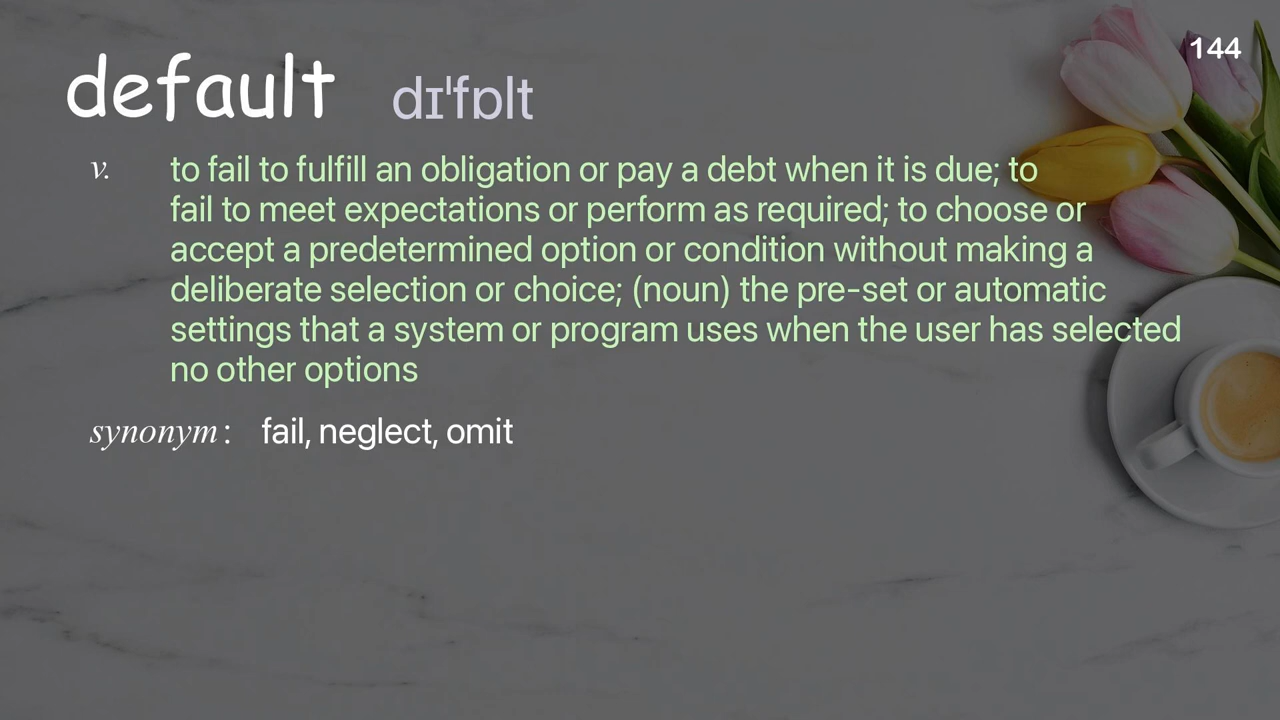 144
default dɪˈfɒlt
v. to fail to fulfill an obligation or pay a debt when it is due; to
fail to meet expectations or perform as required; to choose or
accept a predetermined option or condition without making a
deliberate selection or choice; (noun) the pre-set or automatic
settings that a system or program uses when the user has selected
no other options
synonym : fail, neglect, omit